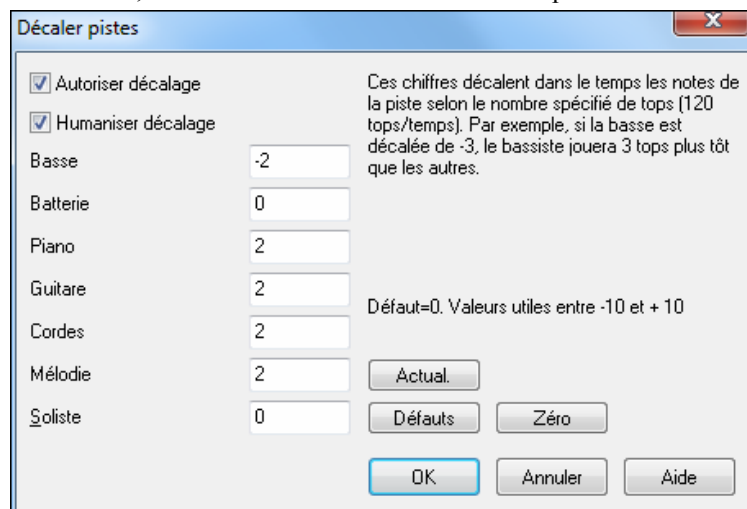 Décaler pistes
Autoriser décalage
Humaniser décalage
Basse -2
Batterie 0
Piano 2
Guitare 2
Cordes 2
Mélodie 2
Soliste 0
Ces chiffres décalent dans le temps les notes de
la piste selon le nombre spécifié de tops (120
tops/temps). Par exemple, si la basse est
décalée de -3, le bassiste jouera 3 tops plus tôt
que les autres.
Défaut=0. Valeurs utiles entre -10 et + 10
Actual.
Défauts Zéro
OK Annuler Aide